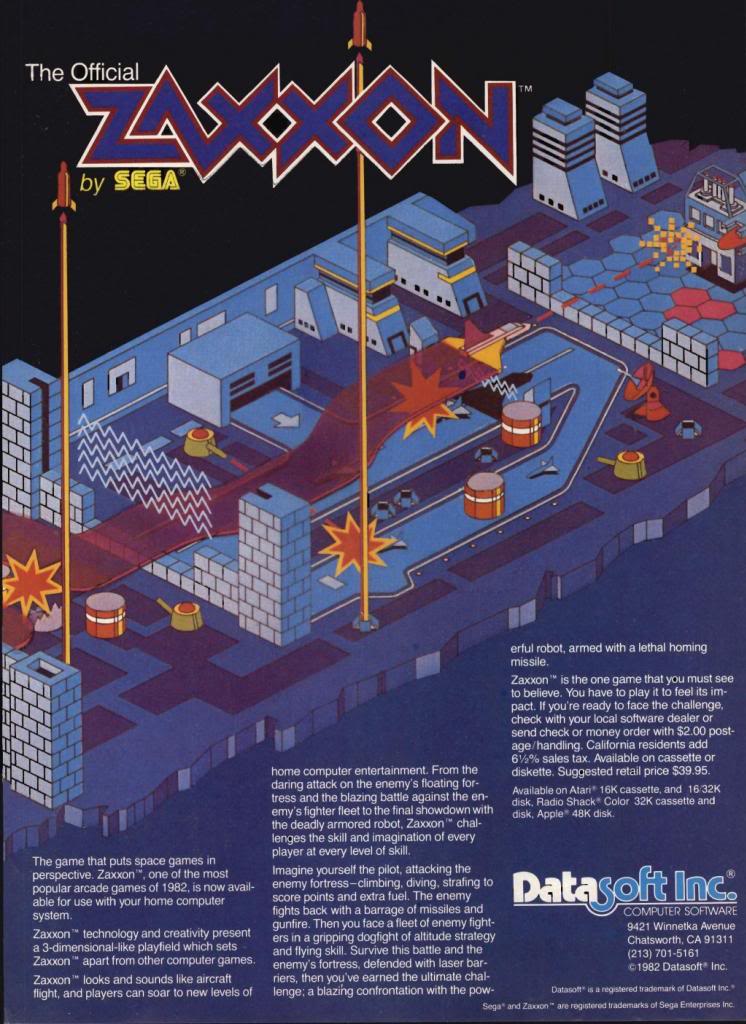 The Official
ZAXXON™
by SEGA®
The game that puts space games in
perspective. Zaxxon™, one of the most
popular arcade games of 1982, is now avail-
able for use with your home computer
system.
Zaxxon™ technology and creativity present
a 3-dimensional-like playfield which sets
Zaxxon™ apart from other computer games.
Zaxxon™ looks and sounds like aircraft
flight, and players can soar to new levels of
home computer entertainment. From the
daring attack on the enemy's floating for-
tress and the blazing battle against the en-
emy's fighter fleet to the final showdown with
the deadly armored robot, Zaxxon™ chal-
lenges the skill and imagination of every
player at every level of skill.
Imagine yourself the pilot, attacking the
enemy fortress–climbing, diving, strafing to
score points and extra fuel. The enemy
fights back with a barrage of missiles and
gunfire. Then you face a fleet of enemy fight-
ers in a gripping dogfight of altitude strategy
and flying skill. Survive this battle and the
enemy's fortress, defended with laser bar-
riers, then you've earned the ultimate chal-
lenge; a blazing confrontation with the pow-
erful robot, armed with a lethal homing
missile.
Zaxxon™ is the one game that you must see
to believe. You have to play it to feel its im-
pact. If you're ready to face the challenge,
check with your local software dealer or
send check or money order with $2.00 post-
age/handling. California residents add
6½% sales tax. Available on cassette or
diskette. Suggested retail price $39.95.
Available on Atari® 16K cassette, and 16/32K
disk, Radio Shack® Color 32K cassette and
disk, Apple® 48K disk.
Datasoft Inc.®
COMPUTER SOFTWARE
9421 Winnetka Avenue
Chatsworth, CA 91311
(213) 701-5161
©1982 Datasoft® Inc.
Datasoft® is a registered trademark of Datasoft Inc.®
Sega® and Zaxxon™ are registered trademarks of Sega Enterprises Inc.